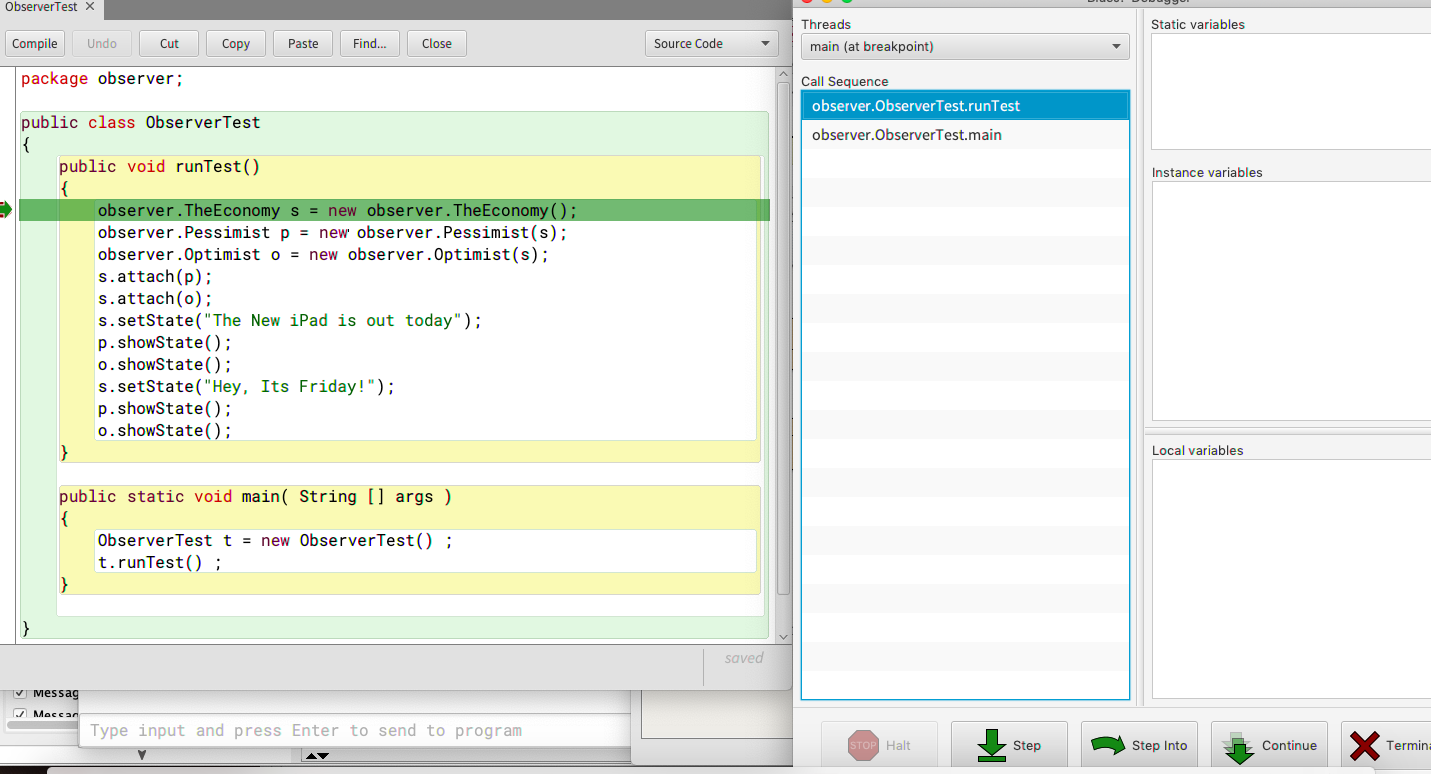 ObserverTest ✕
Compile Undo Cut Copy Paste Find... Close Source Code
package observer;
public class ObserverTest
{
public void runTest()
{
observer.TheEconomy s = new observer.TheEconomy();
observer.Pessimist p = new observer.Pessimist(s);
observer.Optimist o = new observer.Optimist(s);
s.attach(p);
s.attach(o);
s.setState("The New iPad is out today");
p.showState();
o.showState();
s.setState("Hey, Its Friday!");
p.showState();
o.showState();
}
public static void main( String [] args )
{
ObserverTest t = new ObserverTest() ;
t.runTest() ;
}
}
saved
Messag
Messag
Type input and press Enter to send to program
Threads
main (at breakpoint)
Call Sequence
observer.ObserverTest.runTest
observer.ObserverTest.main
Static variables
Instance variables
Local variables
STOP Halt Step Step Into Continue Termina